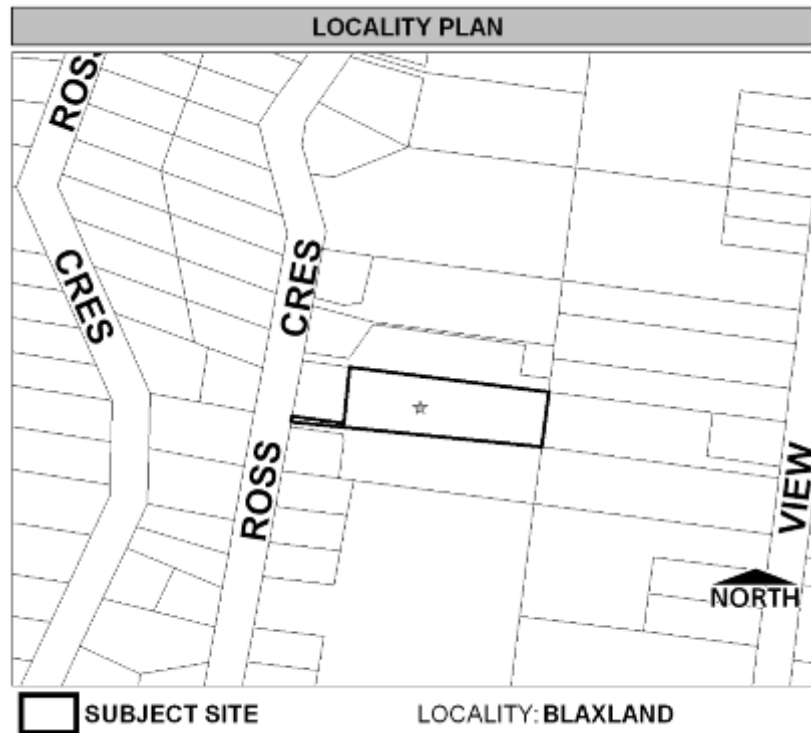 LOCALITY PLAN
ROSS
CRES
CRES
ROSS
VIEW
NORTH
SUBJECT SITE LOCALITY: BLAXLAND